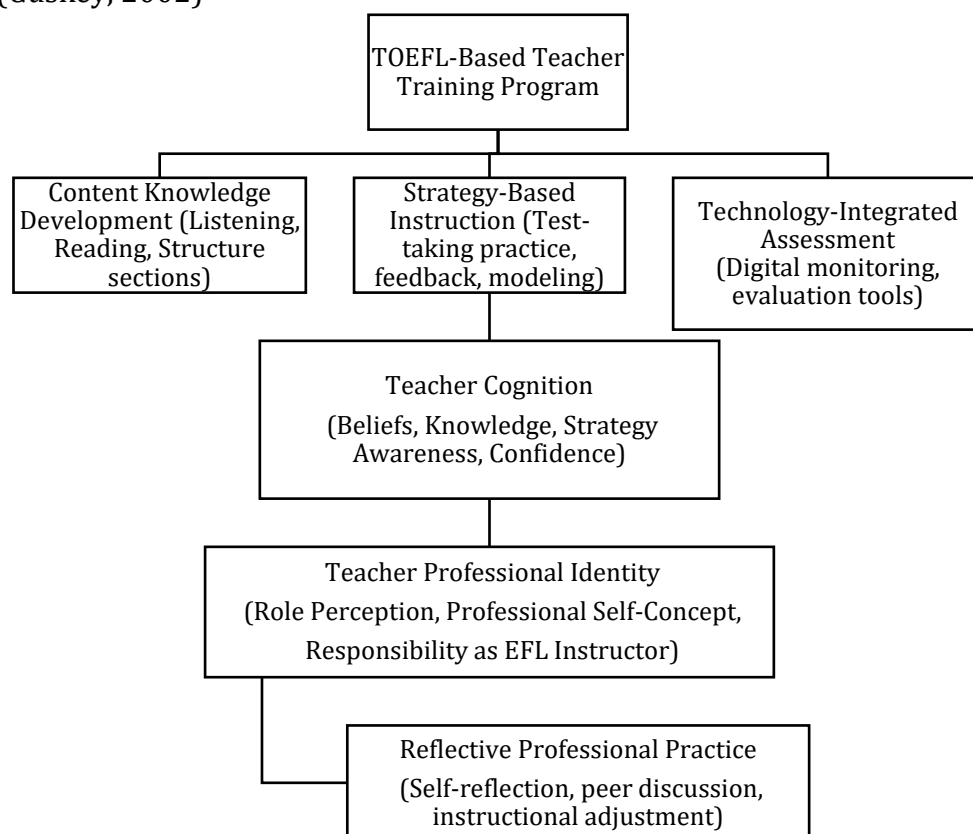 (Guskey, 2002)
TOEFL-Based Teacher
Training Program
Content Knowledge
Development (Listening,
Reading, Structure
sections)
Strategy-Based
Instruction (Test-
taking practice,
feedback, modeling)
Technology-Integrated
Assessment
(Digital monitoring,
evaluation tools)
Teacher Cognition
(Beliefs, Knowledge, Strategy
Awareness, Confidence)
Teacher Professional Identity
(Role Perception, Professional Self-Concept,
Responsibility as EFL Instructor)
Reflective Professional Practice
(Self-reflection, peer discussion,
instructional adjustment)